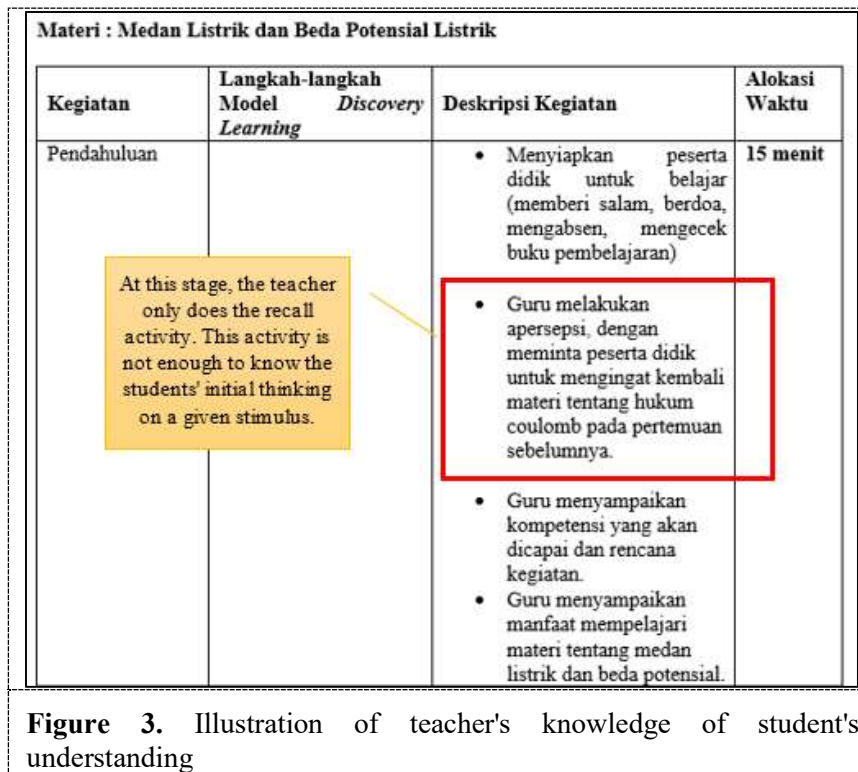 Materi : Medan Listrik dan Beda Potensial Listrik
Kegiatan
Langkah-langkah
Model Discovery
Learning
Deskripsi Kegiatan
Alokasi
Waktu
Pendahuluan
• Menyiapkan peserta
didik untuk belajar
(memberi salam, berdoa,
mengabsen, mengecek
buku pembelajaran)
15 menit
At this stage, the teacher
only does the recall
activity. This activity is
not enough to know the
students' initial thinking
on a given stimulus.
• Guru melakukan
apersepsi, dengan
meminta peserta didik
untuk mengingat kembali
materi tentang hukum
coulomb pada pertemuan
sebelumnya.
• Guru menyampaikan
kompetensi yang akan
dicapai dan rencana
kegiatan.
• Guru menyampaikan
manfaat mempelajari
materi tentang medan
listrik dan beda potensial.
Figure 3. Illustration of teacher's knowledge of student's
understanding